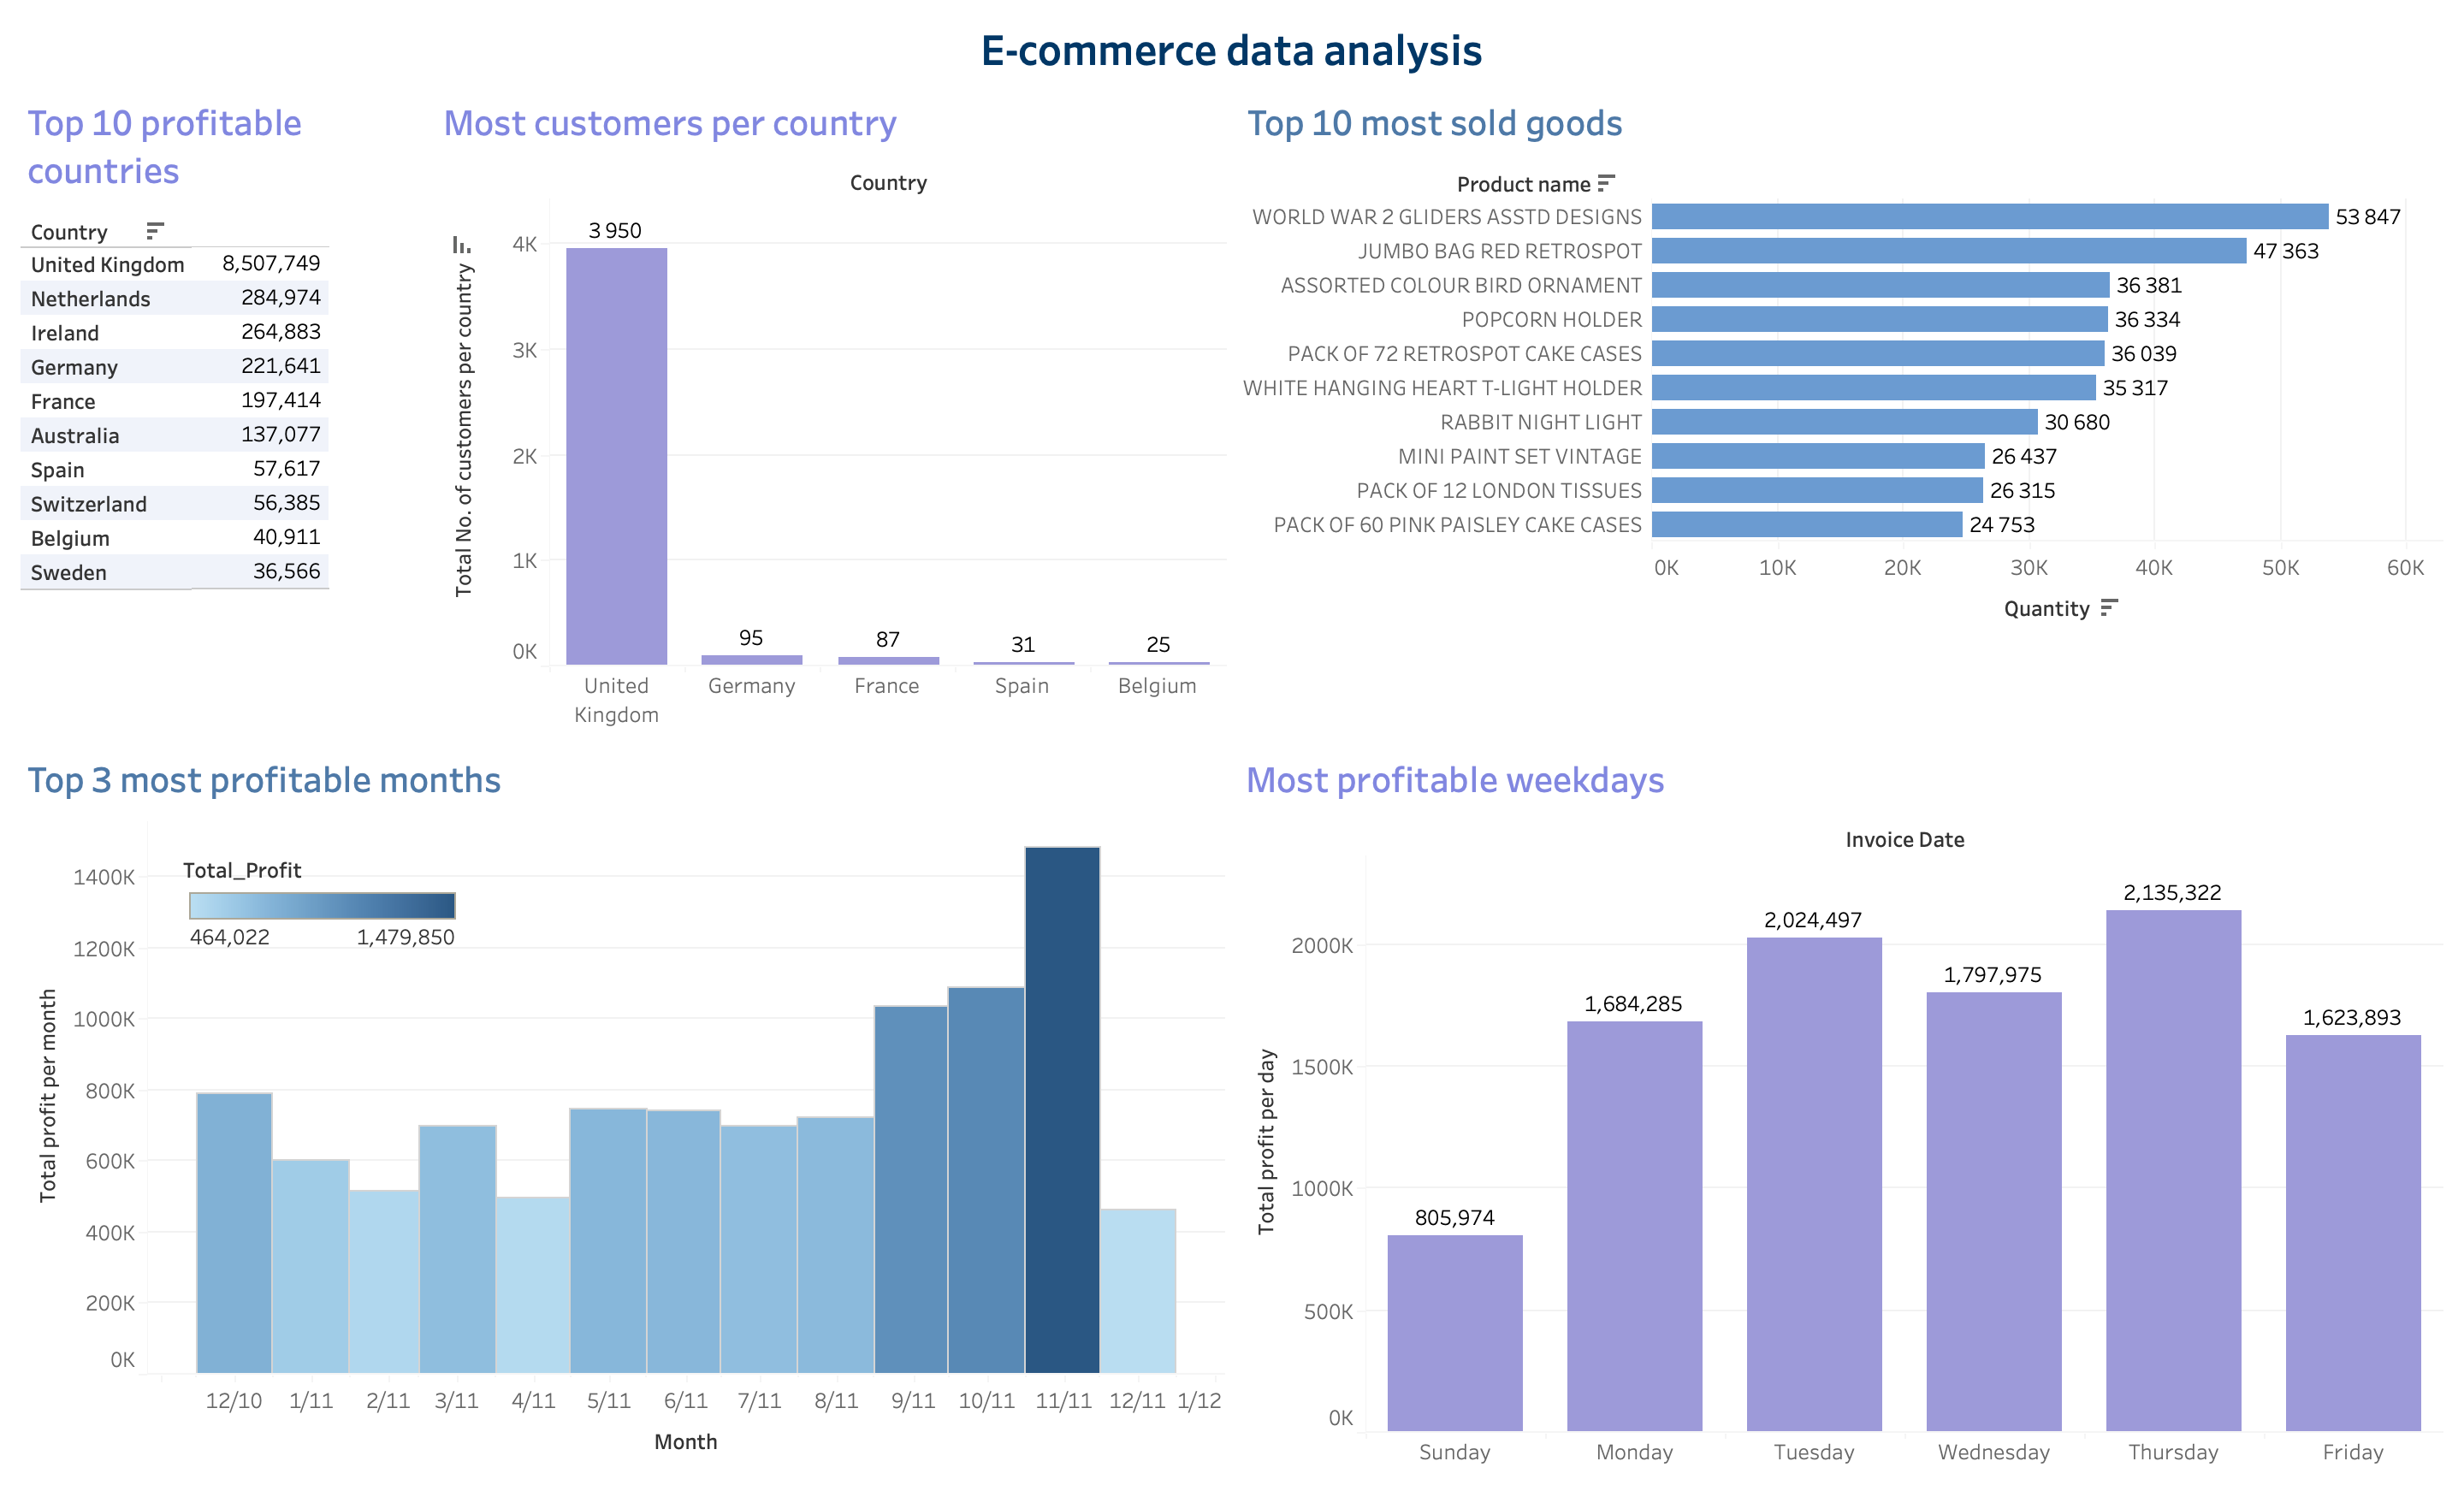 E-commerce data analysis
Top 10 profitable
countries
Country
United Kingdom 8,507,749
Netherlands 284,974
Ireland 264,883
Germany 221,641
France 197,414
Australia 137,077
Spain 57,617
Switzerland 56,385
Belgium 40,911
Sweden 36,566
Most customers per country
Country
Total No. of customers per country
4K
3K
2K
1K
0K
3 950
95
87
31
25
United
Kingdom
Germany
France
Spain
Belgium
Top 10 most sold goods
Product name
WORLD WAR 2 GLIDERS ASSTD DESIGNS 53 847
JUMBO BAG RED RETROSPOT 47 363
ASSORTED COLOUR BIRD ORNAMENT 36 381
POPCORN HOLDER 36 334
PACK OF 72 RETROSPOT CAKE CASES 36 039
WHITE HANGING HEART T-LIGHT HOLDER 35 317
RABBIT NIGHT LIGHT 30 680
MINI PAINT SET VINTAGE 26 437
PACK OF 12 LONDON TISSUES 26 315
PACK OF 60 PINK PAISLEY CAKE CASES 24 753
0K 10K 20K 30K 40K 50K 60K
Quantity
Top 3 most profitable months
Total_Profit
464,022 1,479,850
Total profit per month
1400K
1200K
1000K
800K
600K
400K
200K
0K
12/10 1/11 2/11 3/11 4/11 5/11 6/11 7/11 8/11 9/11 10/11 11/11 12/11 1/12
Month
Most profitable weekdays
Invoice Date
Total profit per day
2000K
1500K
1000K
500K
0K
805,974
1,684,285
2,024,497
1,797,975
2,135,322
1,623,893
Sunday Monday Tuesday Wednesday Thursday Friday